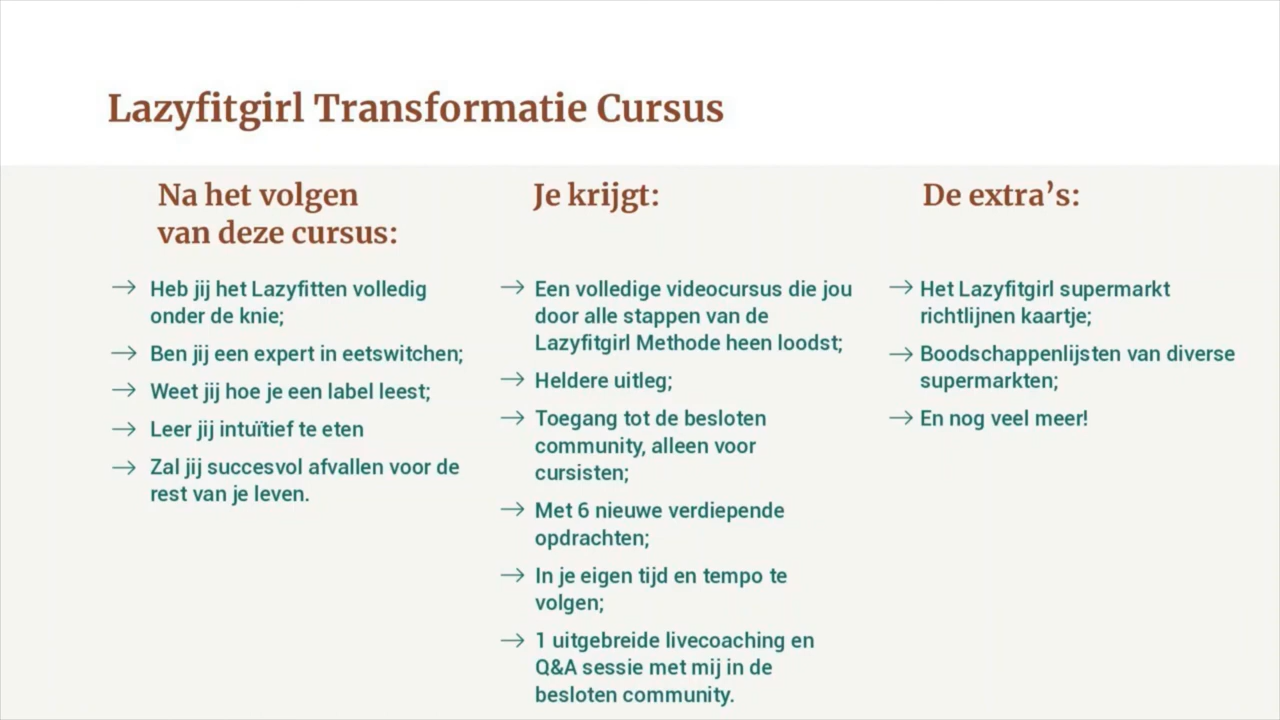 Lazyfitgirl Transformatie Cursus
Na het volgen
van deze cursus:
→ Heb jij het Lazyfitten volledig
onder de knie;
→ Ben jij een expert in eetswitchen;
→ Weet jij hoe je een label leest;
→ Leer jij intuïtief te eten
→ Zal jij succesvol afvallen voor de
rest van je leven.
Je krijgt:
→ Een volledige videocursus die jou
door alle stappen van de
Lazyfitgirl Methode heen loodst;
→ Heldere uitleg;
→ Toegang tot de besloten
community, alleen voor
cursisten;
→ Met 6 nieuwe verdiepende
opdrachten;
→ In je eigen tijd en tempo te
volgen;
→ 1 uitgebreide livecoaching en
Q&A sessie met mij in de
besloten community.
De extra’s:
→ Het Lazyfitgirl supermarkt
richtlijnen kaartje;
→ Boodschappenlijsten van diverse
supermarkten;
→ En nog veel meer!